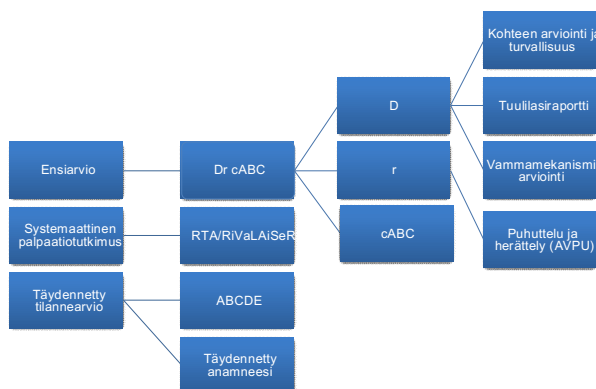 Kohteen arviointi ja
turvallisuus
D
Tuulilasiraportti
Ensiarvio
Dr cABC
r
Vammamekanismi
arviointi
Systemaattinen
palpaatiotutkimus
RTA/RiVaLAiSeR
cABC
Puhuttelu ja
herättely (AVPU)
Täydennetty
tilannearvio
ABCDE
Täydennetty
anamneesi